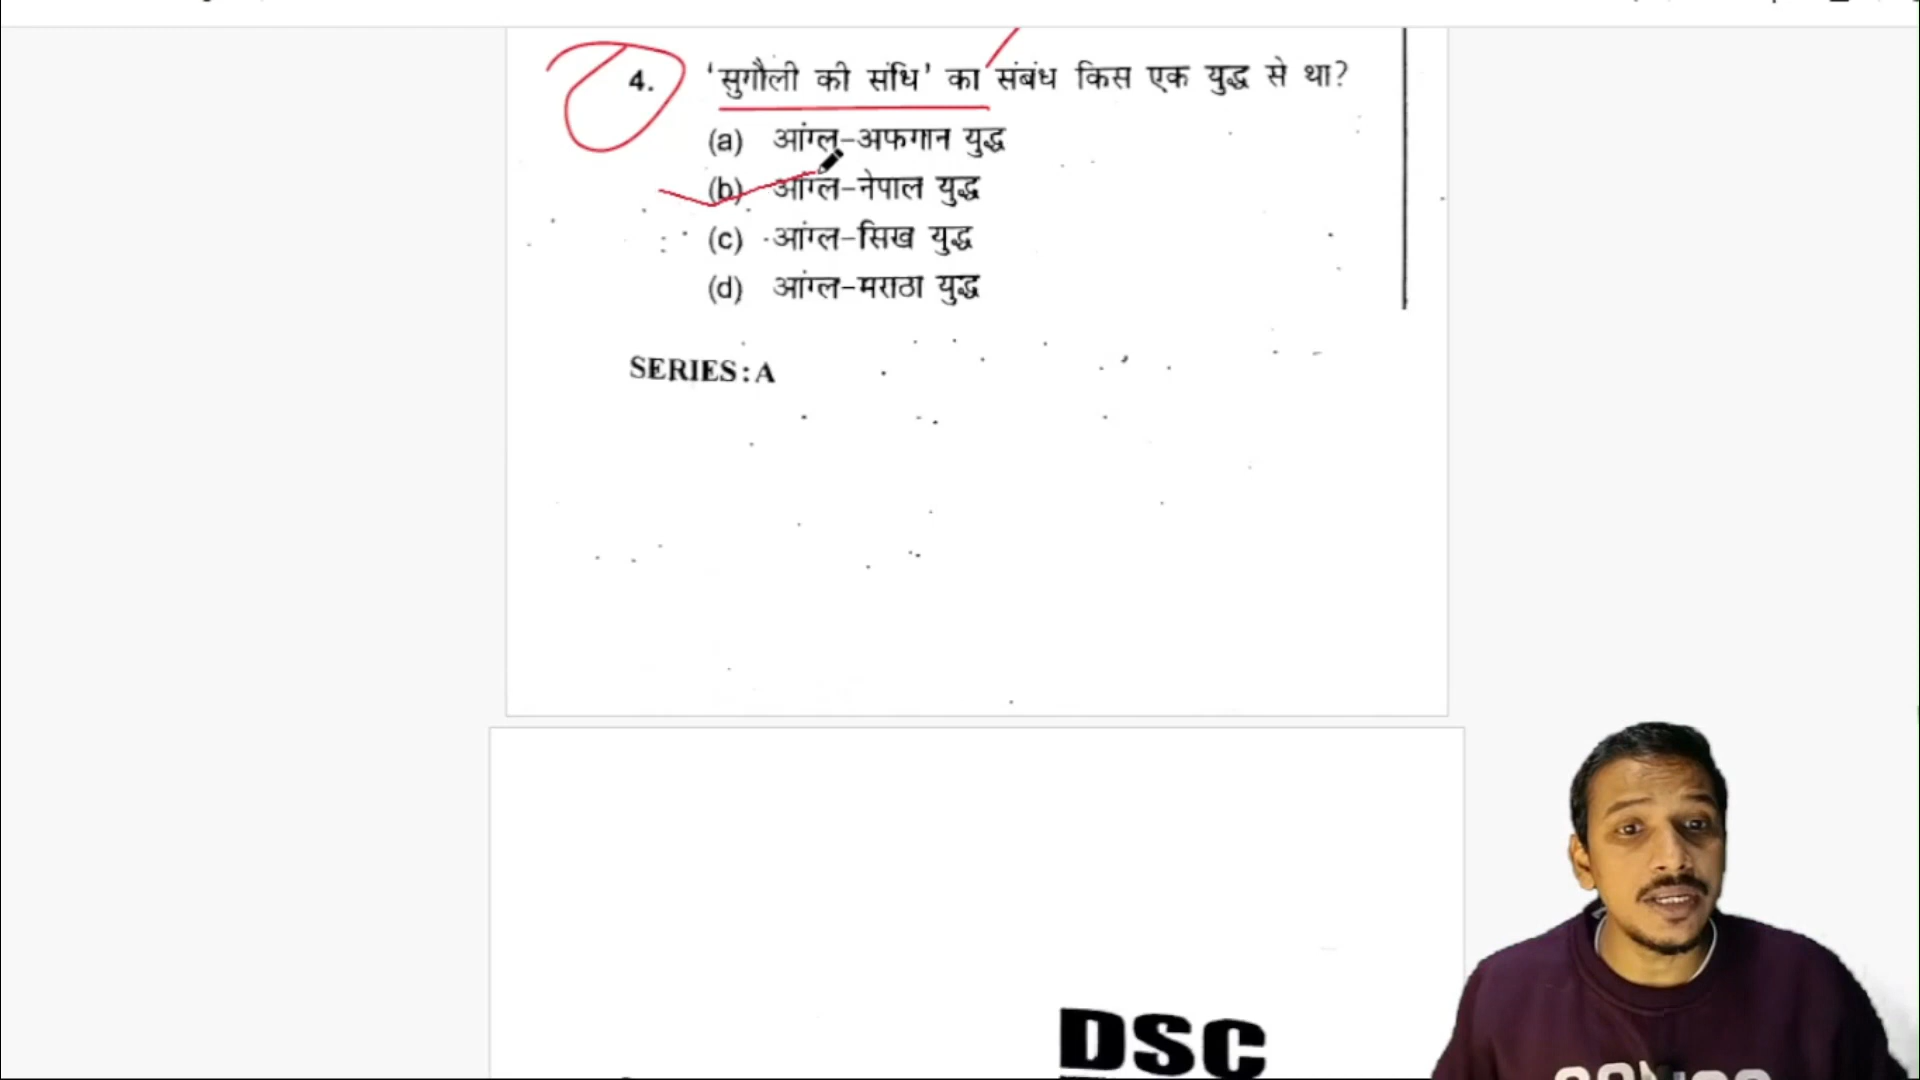 4. 'सुगौली की संधि' का संबंध किस एक युद्ध से था?
(a) आंग्ल-अफगान युद्ध
(b) आंग्ल-नेपाल युद्ध
(c) आंग्ल-सिख युद्ध
(d) आंग्ल-मराठा युद्ध
SERIES : A
DSC